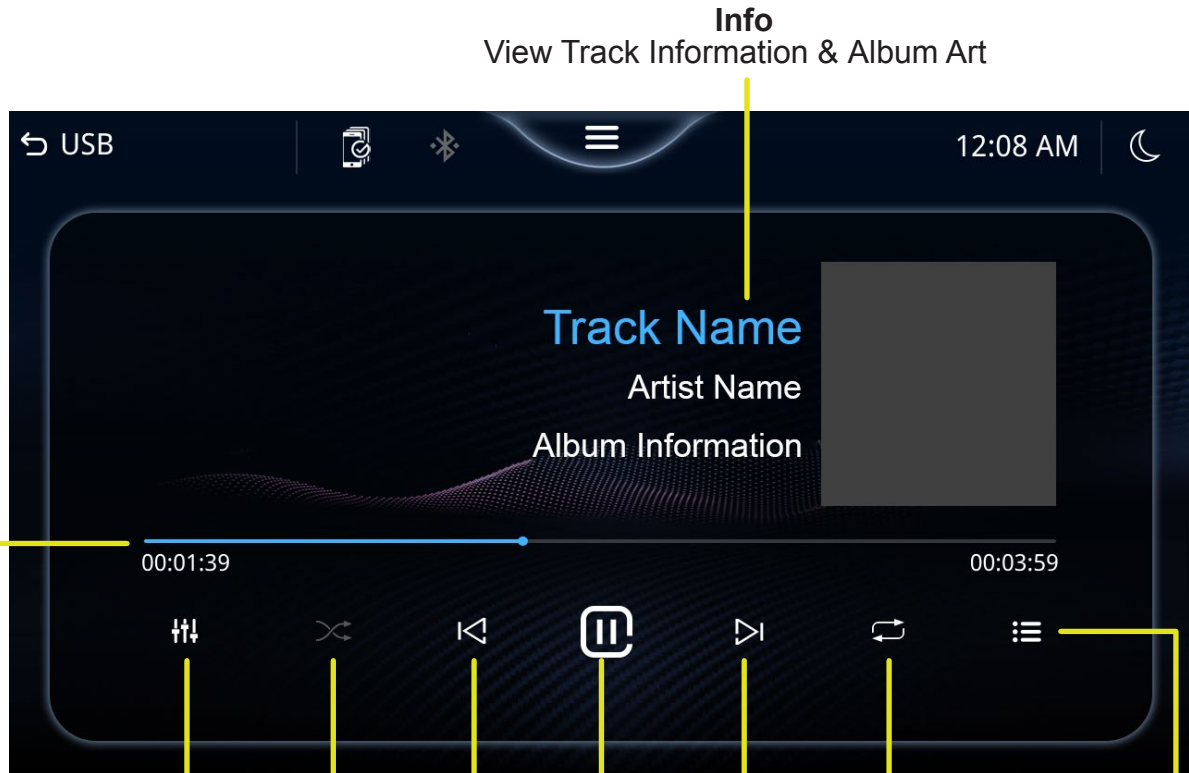 Info
View Track Information & Album Art
USB
12:08 AM
Track Name
Artist Name
Album Information
00:01:39
00:03:59